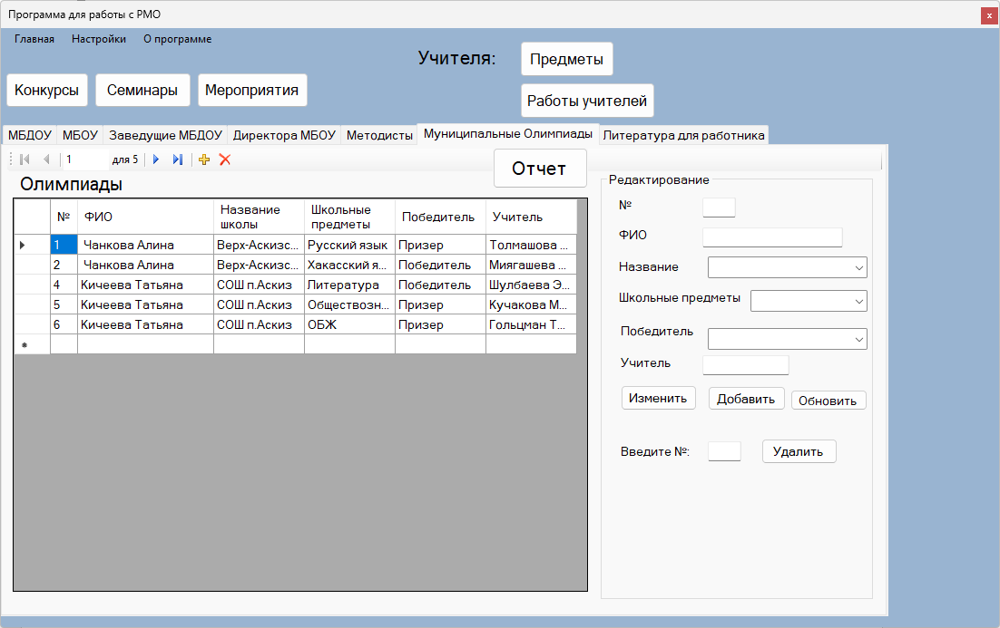 Программа для работы с РМО
x
Главная Настройки О программе
Учителя: Предметы
Конкурсы Семинары Мероприятия
Работы учителей
МБДОУ МБОУ Заведущие МБДОУ Директора МБОУ Методисты Муниципальные Олимпиады Литература для работника
1 для 5
Отчет
Олимпиады
№ ФИО Название школы Школьные предметы Победитель Учитель
1 Чанкова Алина Верх-Аскизс... Русский язык Призер Толмашова ...
2 Чанкова Алина Верх-Аскизс... Хакасский я... Победитель Миягашева ...
4 Кичеева Татьяна СОШ п.Аскиз Литература Победитель Шулбаева Э...
5 Кичеева Татьяна СОШ п.Аскиз Обществозн... Призер Кучакова М...
6 Кичеева Татьяна СОШ п.Аскиз ОБЖ Призер Гольцман Т...
Редактирование
№
ФИО
Название
Школьные предметы
Победитель
Учитель
Изменить Добавить Обновить
Введите №: Удалить